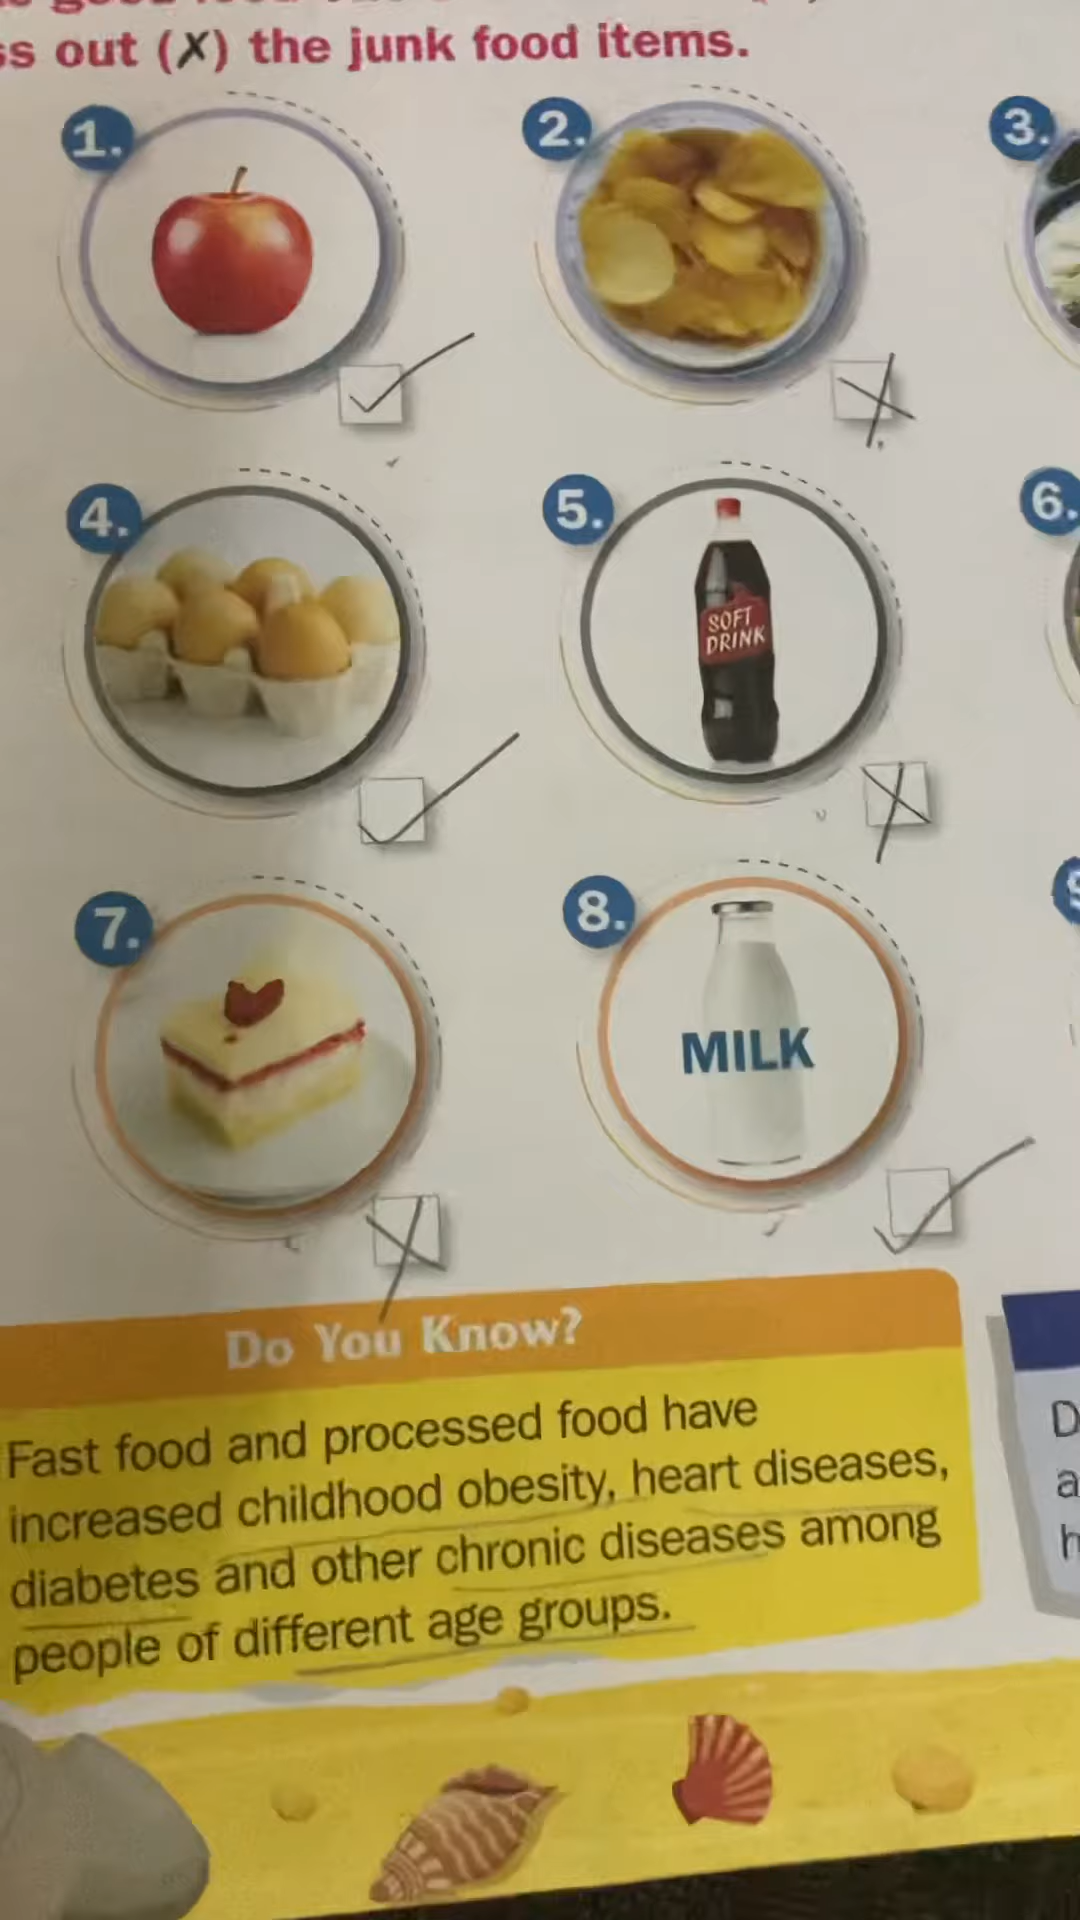 ss out (✗) the junk food items.
1.
2.
3.
4.
5.
SOFT
DRINK
6.
7.
8.
MILK
Do You Know?
Fast food and processed food have
increased childhood obesity, heart diseases,
diabetes and other chronic diseases among
people of different age groups.
D
a
h